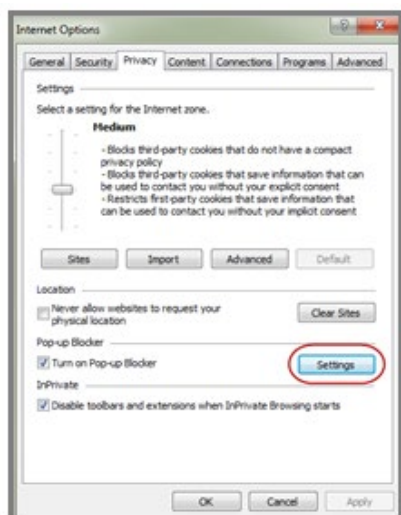 Internet Options
General Security Privacy Content Connections Programs Advanced
Settings
Select a setting for the Internet zone.
Medium
- Blocks third-party cookies that do not have a compact
privacy policy
- Blocks third-party cookies that save information that can
be used to contact you without your explicit consent
- Restricts first-party cookies that save information that
can be used to contact you without your implicit consent
Sites Import Advanced Default
Location
Never allow websites to request your
physical location
Clear Sites
Pop-up Blocker
Turn on Pop-up Blocker
Settings
InPrivate
Disable toolbars and extensions when InPrivate Browsing starts
OK Cancel Apply